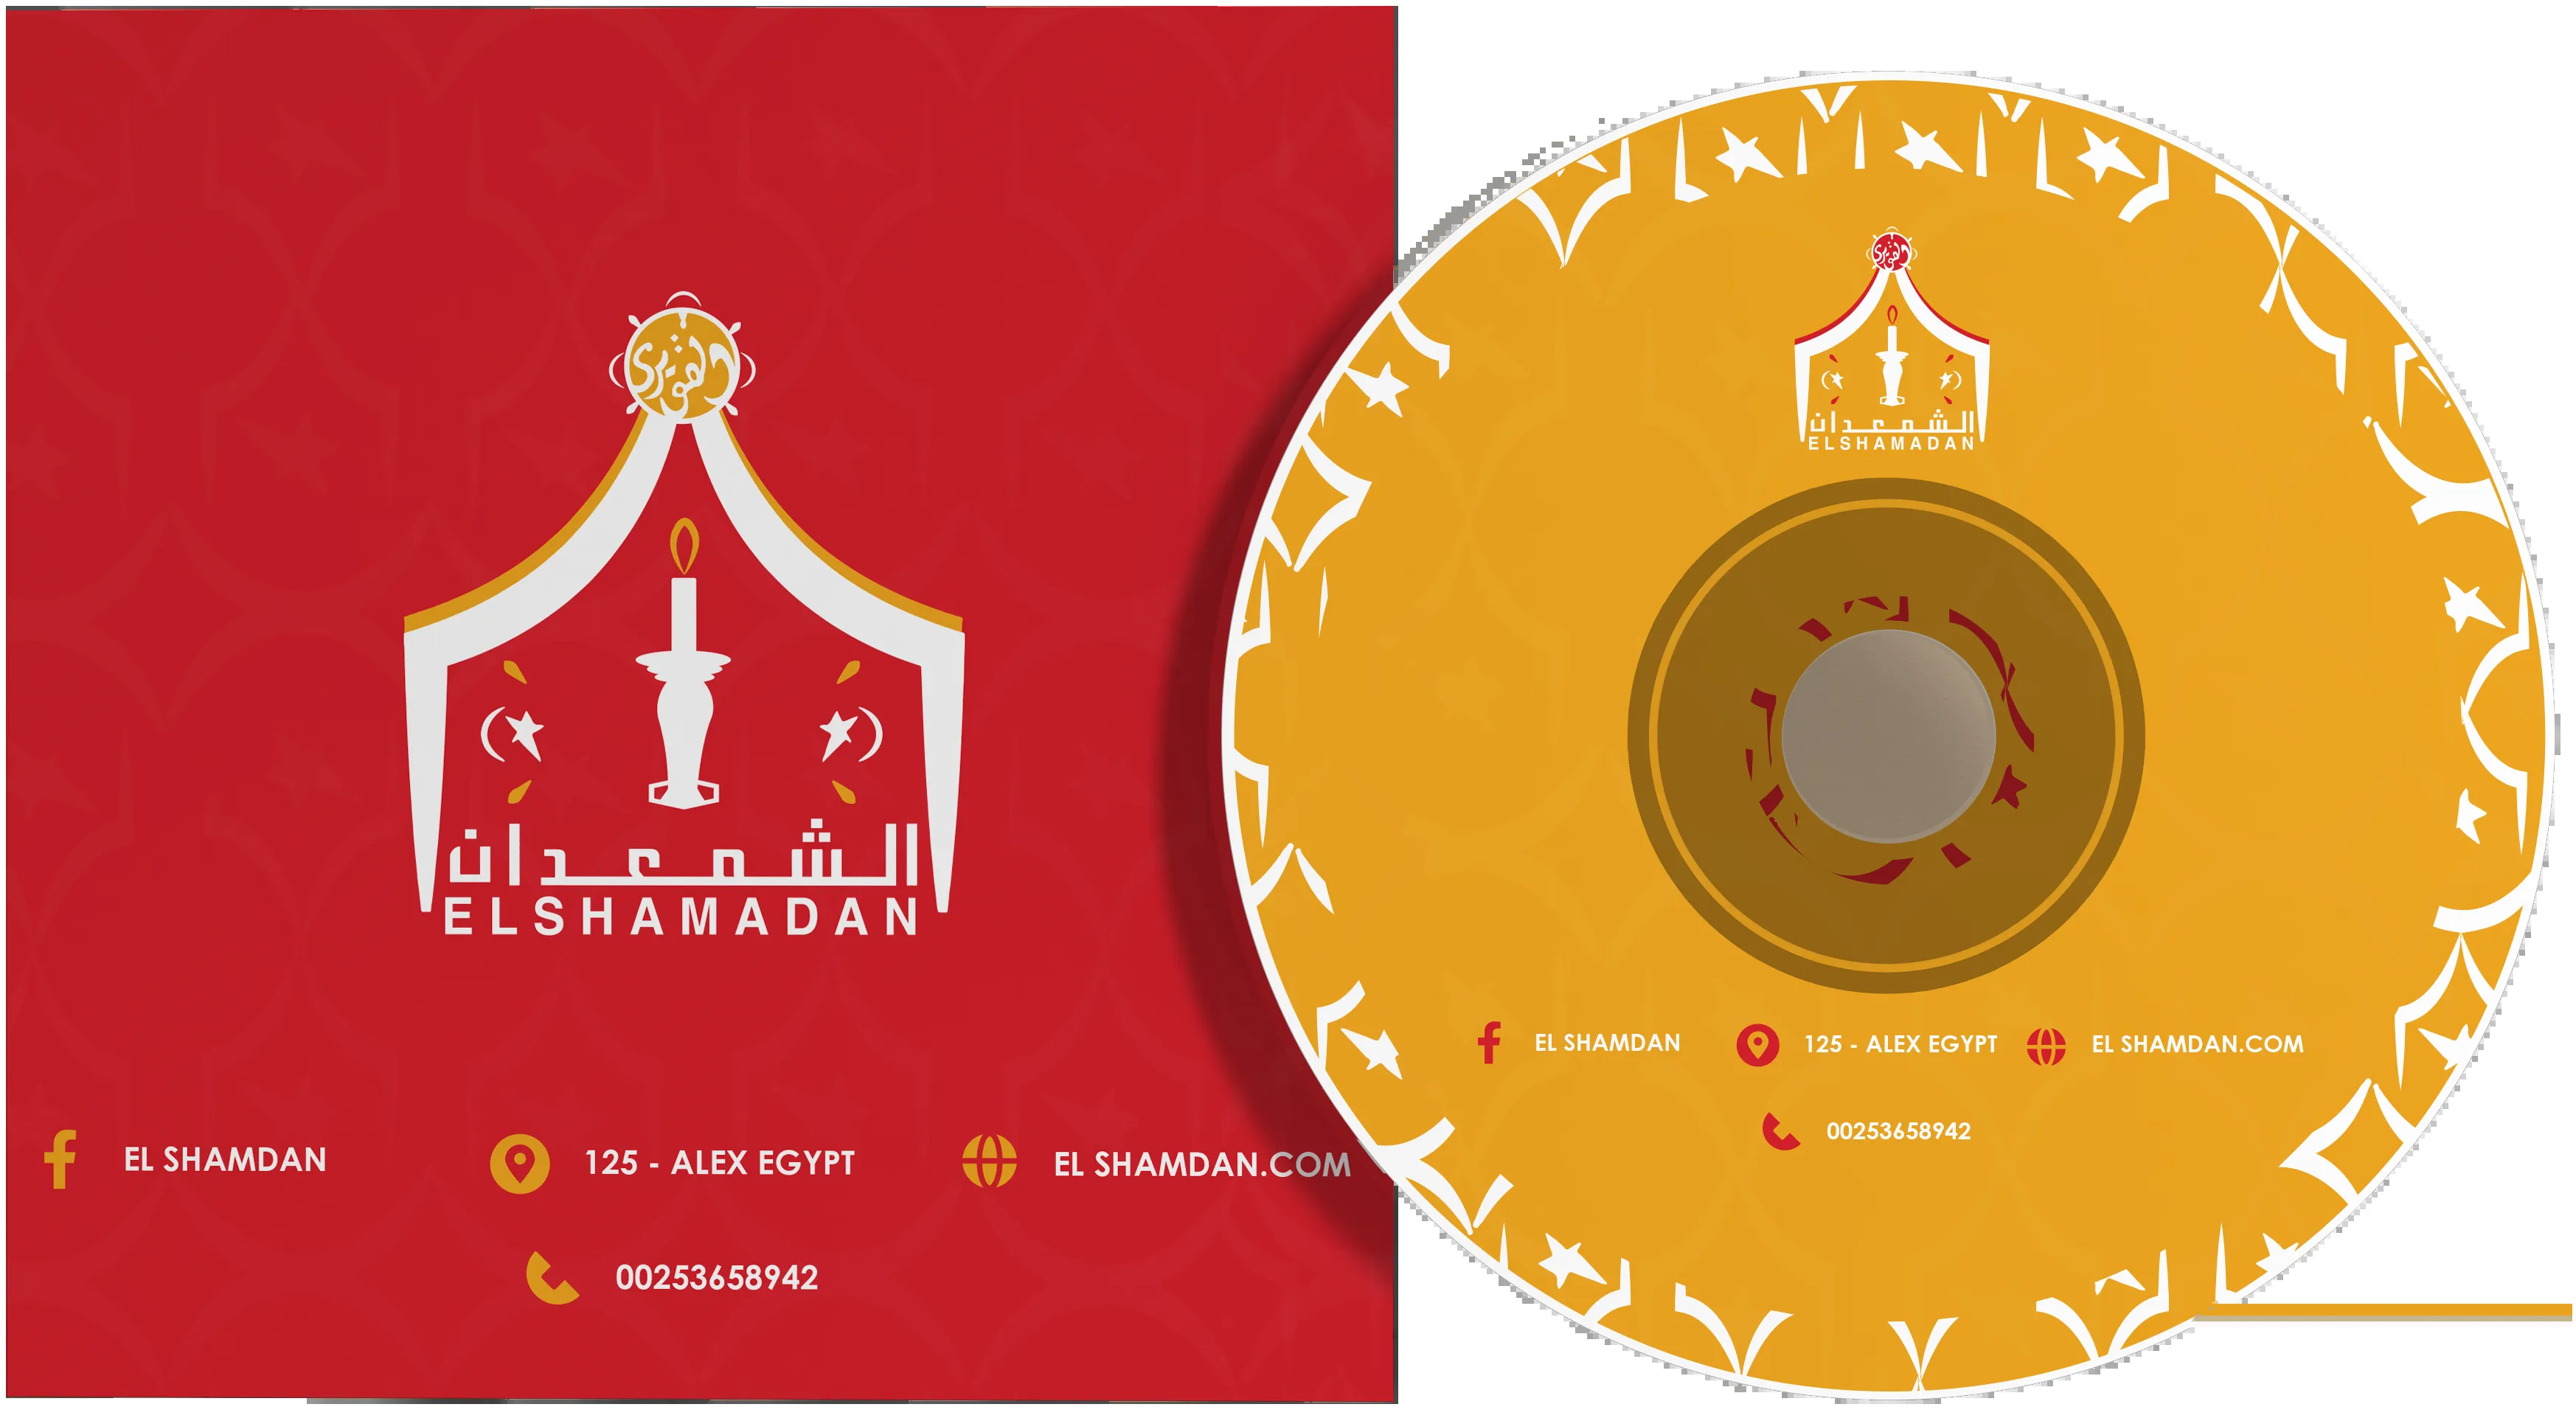 الشمعدان
ELSHAMADAN
EL SHAMDAN
125 - ALEX EGYPT
EL SHAMDAN.COM
00253658942
الشمعدان
ELSHAMADAN
EL SHAMDAN
125 - ALEX EGYPT
EL SHAMDAN.COM
00253658942